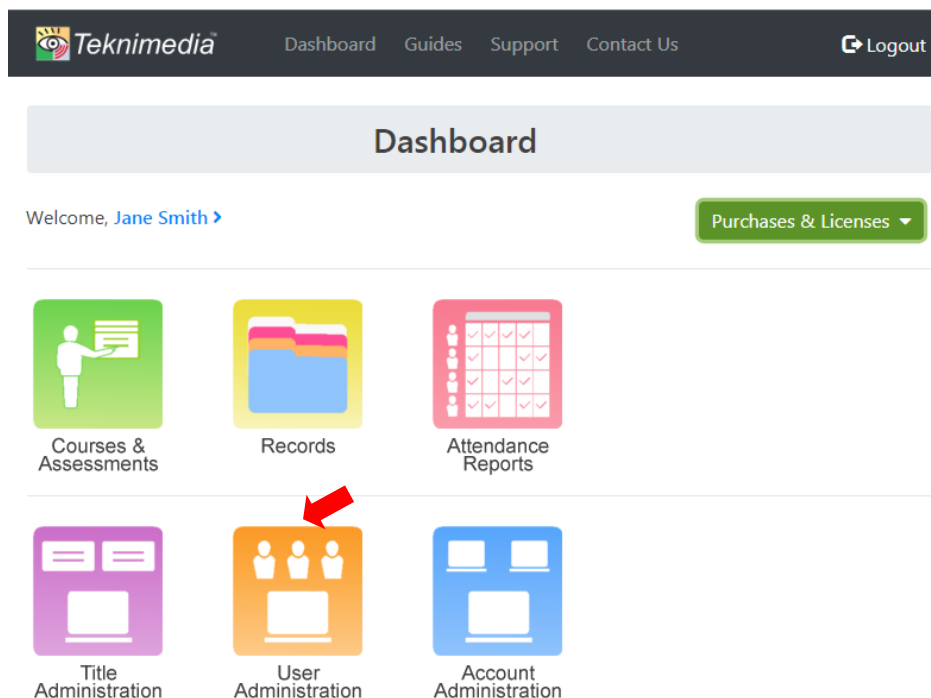 Teknimedia™ Dashboard Guides Support Contact Us Logout
Dashboard
Welcome, Jane Smith
Purchases & Licenses
Courses &
Assessments
Records
Attendance
Reports
Title
Administration
User
Administration
Account
Administration